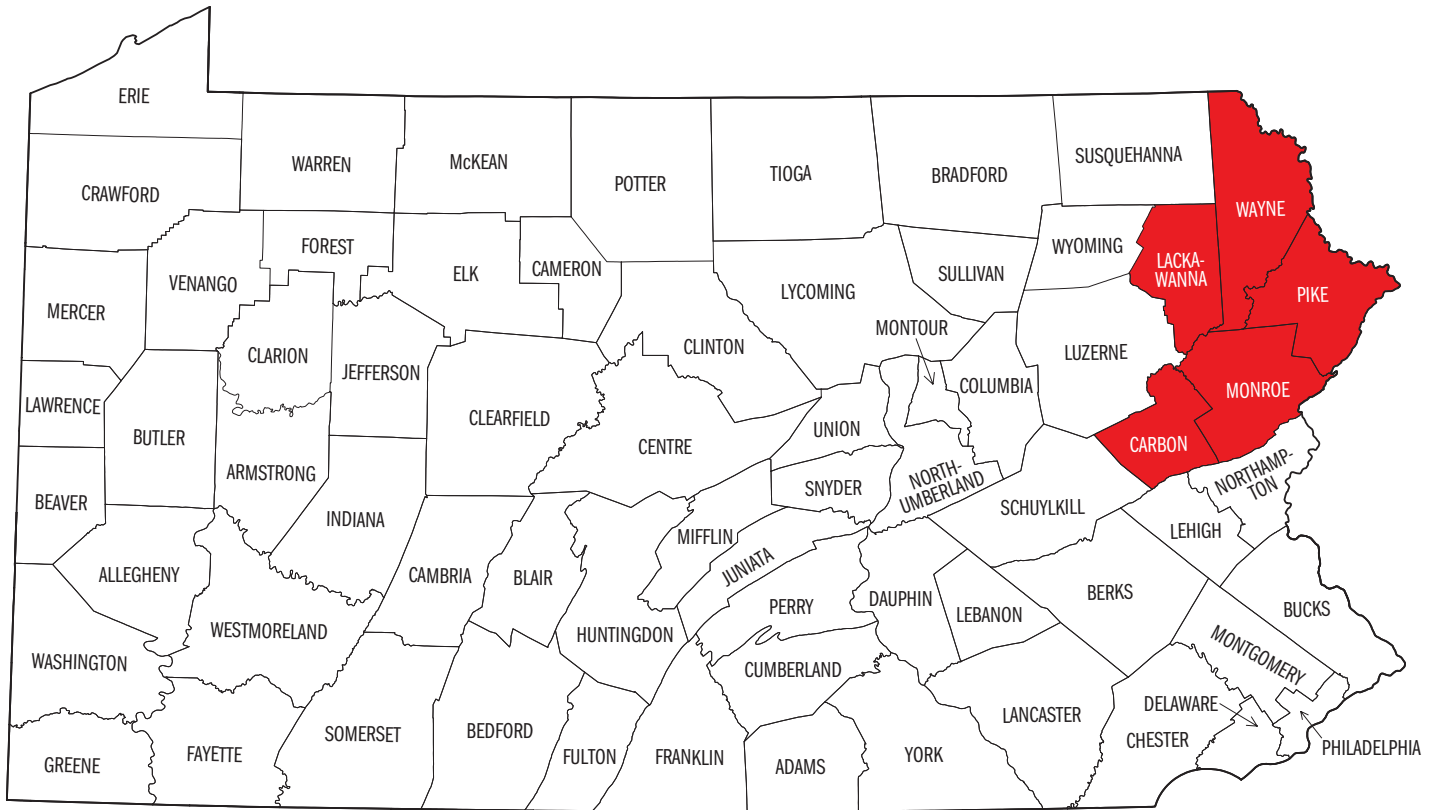 ERIE
WARREN
McKEAN
POTTER
TIOGA
BRADFORD
SUSQUEHANNA
WAYNE
CRAWFORD
FOREST
ELK
CAMERON
VENANGO
MERCER
LYCOMING
SULLIVAN
WYOMING
LACKA-
WANNA
PIKE
CLARION
JEFFERSON
CLINTON
MONTOUR
COLUMBIA
LUZERNE
MONROE
CARBON
LAWRENCE
BUTLER
CLEARFIELD
CENTRE
UNION
SNYDER
NORTH-
UMBERLAND
SCHUYLKILL
NORTHAMP-
TON
LEHIGH
BEAVER
ARMSTRONG
INDIANA
ALLEGHENY
CAMBRIA
BLAIR
MIFFLIN
JUNIATA
PERRY
DAUPHIN
LEBANON
BERKS
BUCKS
WESTMORELAND
HUNTINGDON
CUMBERLAND
MONTGOMERY
WASHINGTON
LANCASTER
DELAWARE
CHESTER
PHILADELPHIA
GREENE
FAYETTE
SOMERSET
BEDFORD
FULTON
FRANKLIN
ADAMS
YORK